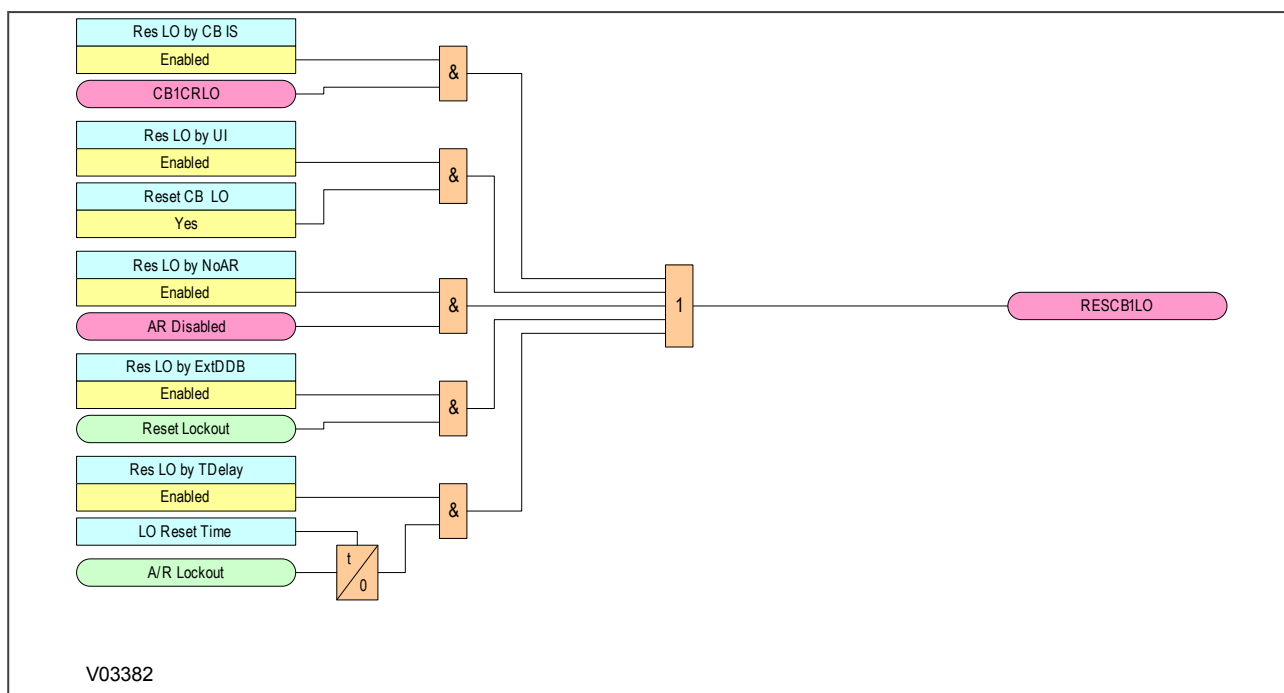 Res LO by CB IS
Enabled
&
CB1CRLO
Res LO by UI
Enabled
&
Reset CB LO
Yes
Res LO by NoAR
Enabled
&
1
RESCB1LO
AR Disabled
Res LO by ExtDDB
Enabled
&
Reset Lockout
Res LO by TDelay
Enabled
&
LO Reset Time
t
0
A/R Lockout
V03382